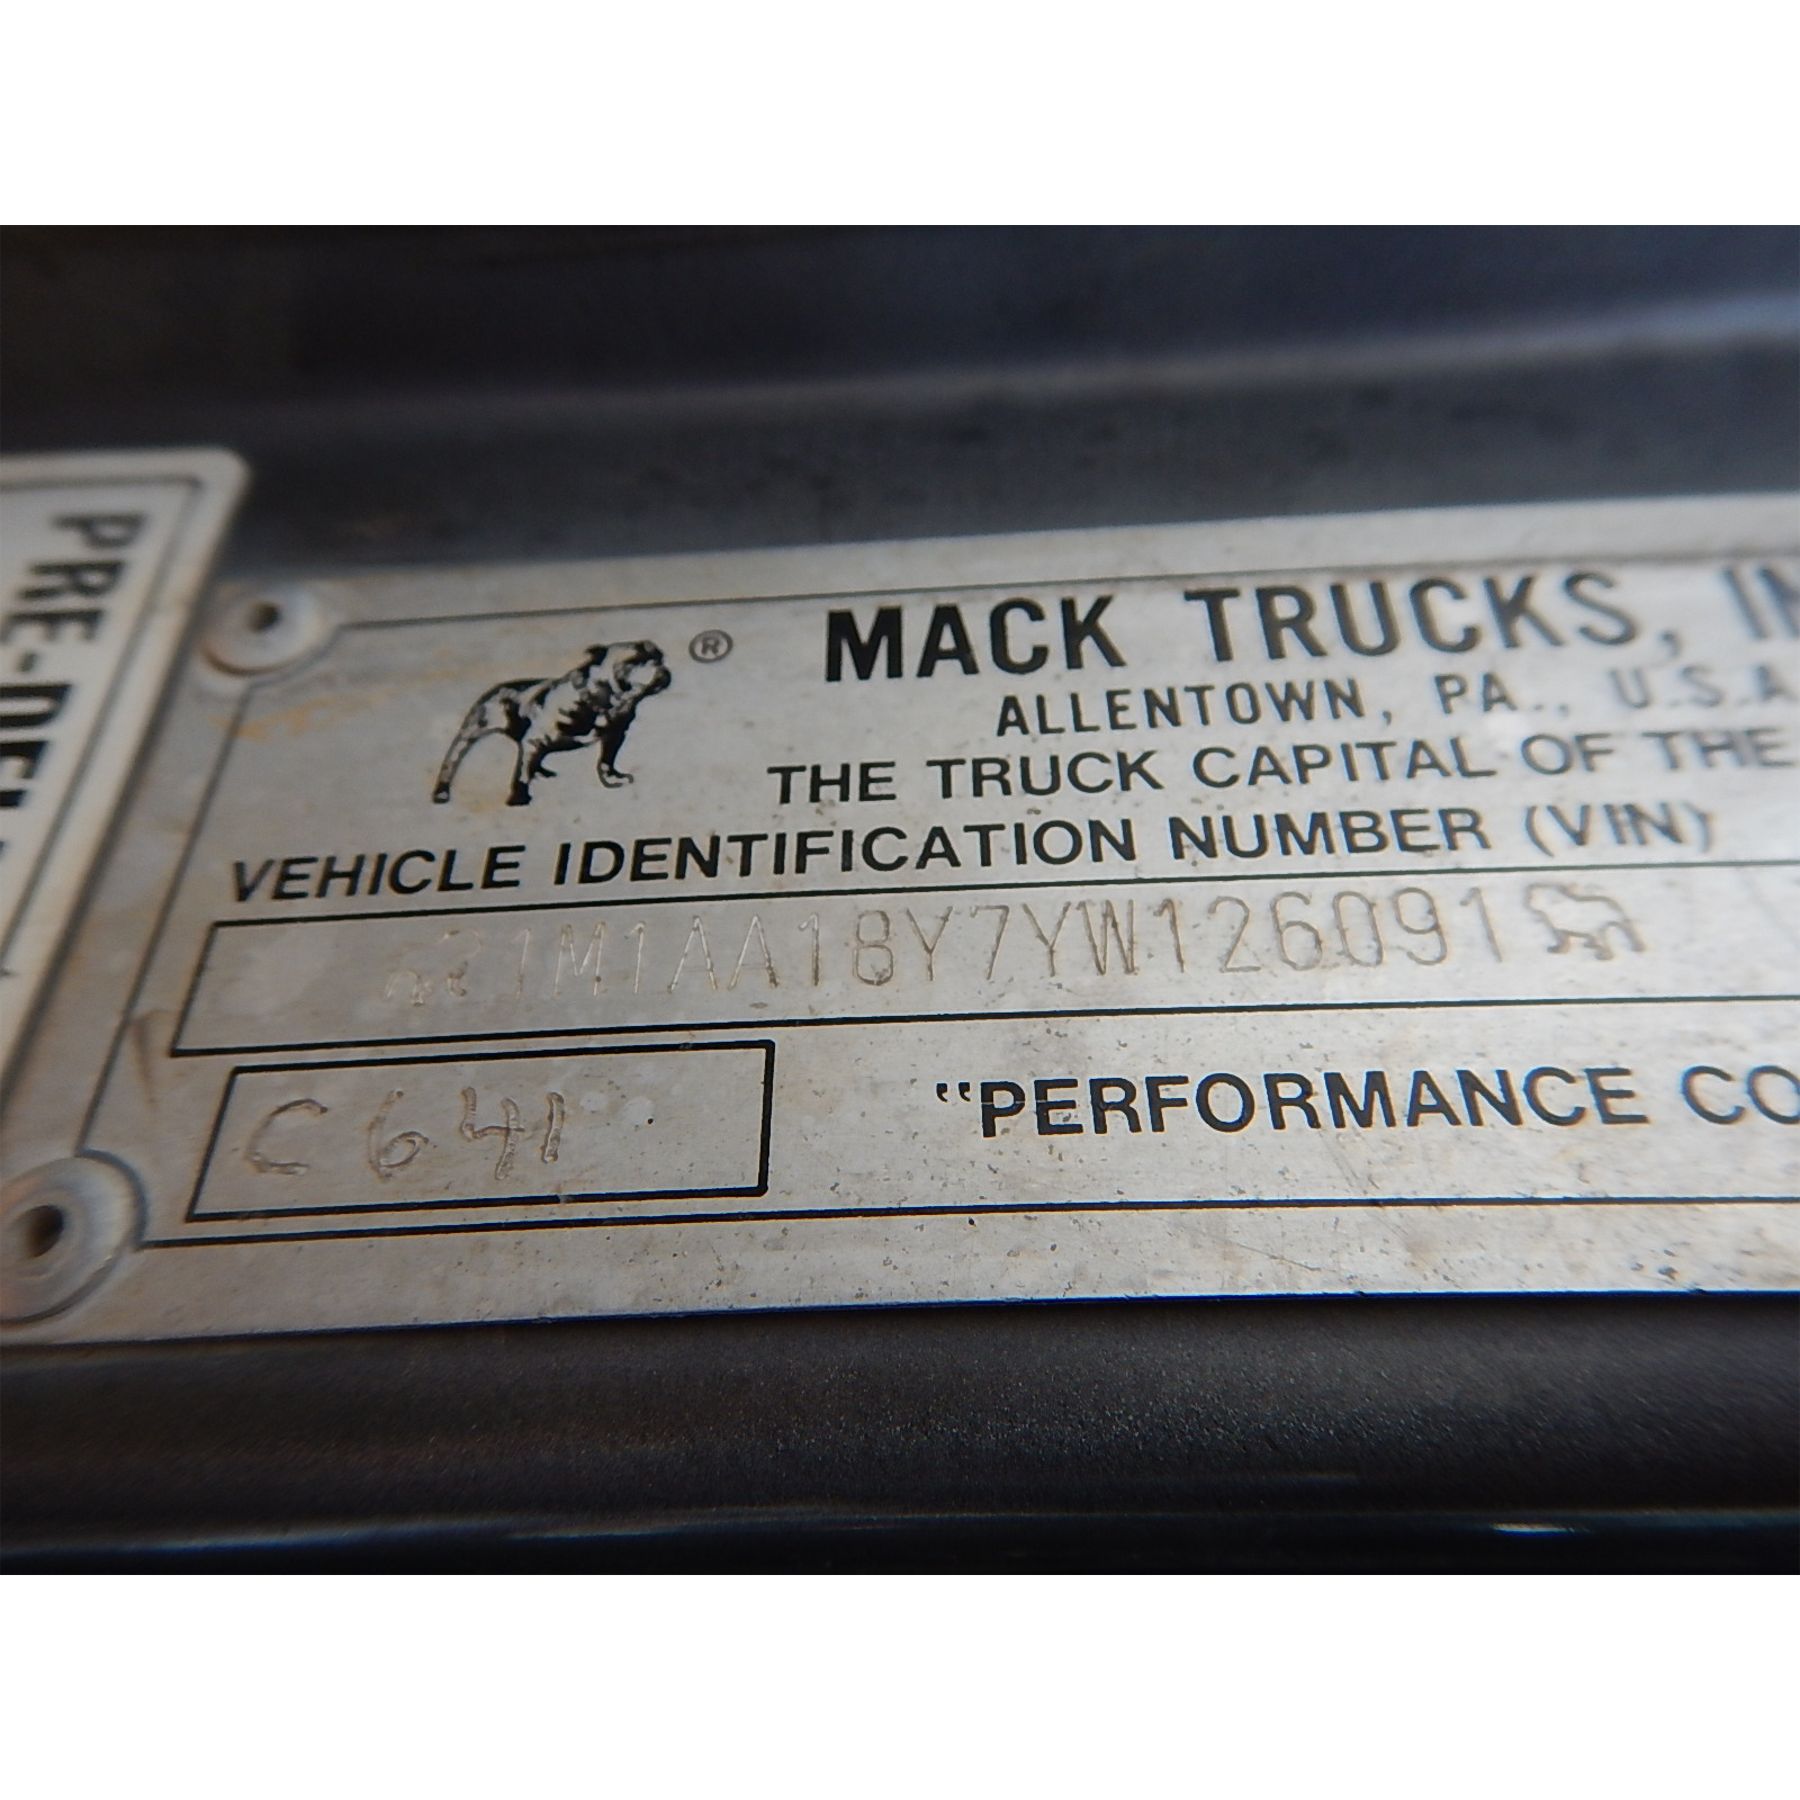 PRE-DEL
®
MACK TRUCKS, IN
ALLENTOWN, PA., U.S.A
THE TRUCK CAPITAL OF THE
VEHICLE IDENTIFICATION NUMBER (VIN)
1M1AA18Y7YW126091
C641
"PERFORMANCE CO